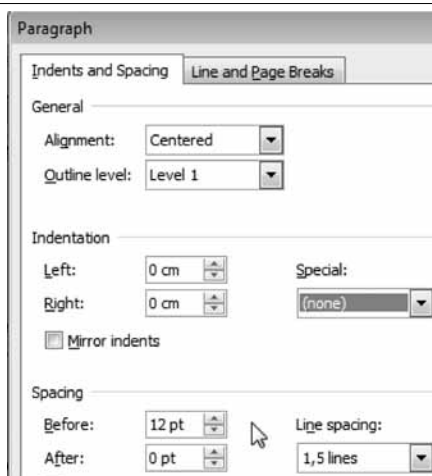 Paragraph
Indents and Spacing Line and Page Breaks
General
Alignment: Centered
Outline level: Level 1
Indentation
Left: 0 cm Special:
Right: 0 cm (none)
Mirror indents
Spacing
Before: 12 pt Line spacing:
After: 0 pt 1,5 lines